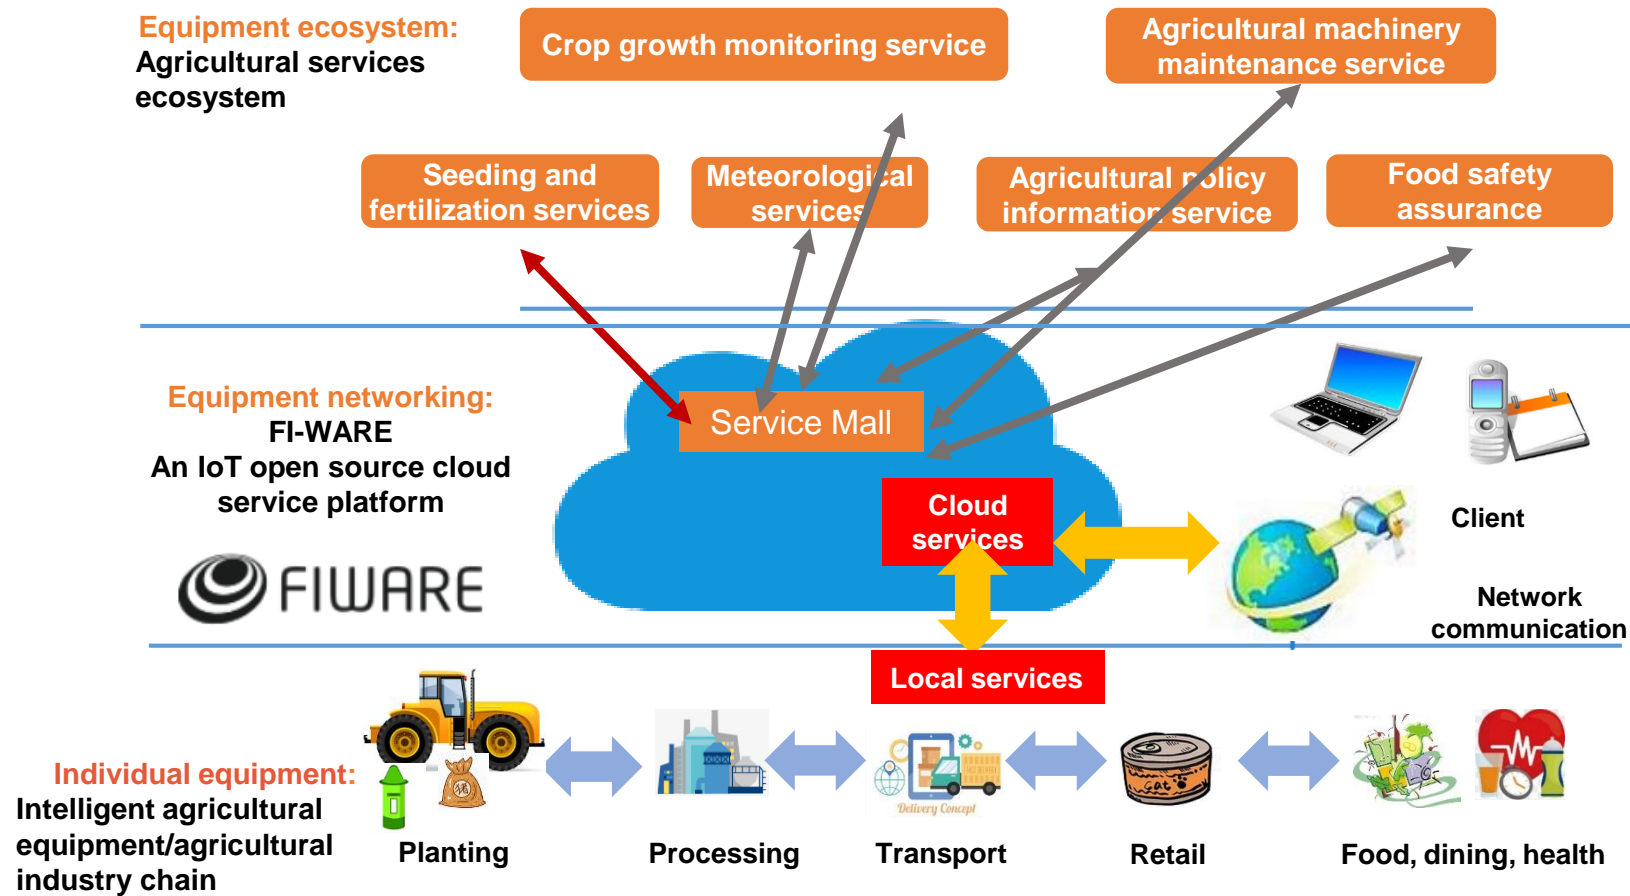 Equipment ecosystem:
Agricultural services
ecosystem
Crop growth monitoring service
Agricultural machinery
maintenance service
Seeding and
fertilization services
Meteorological
services
Agricultural policy
information service
Food safety
assurance
Equipment networking:
FI-WARE
An IoT open source cloud
service platform
FIWARE
Service Mall
Cloud
services
Client
Network
communication
Local services
Individual equipment:
Intelligent agricultural
equipment/agricultural
industry chain
Delivery Concept
Cat
Planting
Processing
Transport
Retail
Food, dining, health